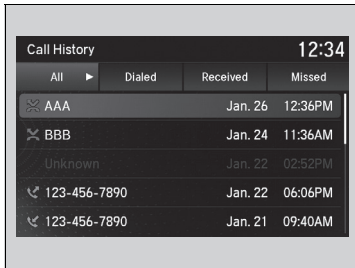 Call History 12:34
All Dialed Received Missed
AAA Jan. 26 12:36PM
BBB Jan. 24 11:36AM
Unknown Jan. 22 02:52PM
123-456-7890 Jan. 22 06:06PM
123-456-7890 Jan. 21 09:40AM